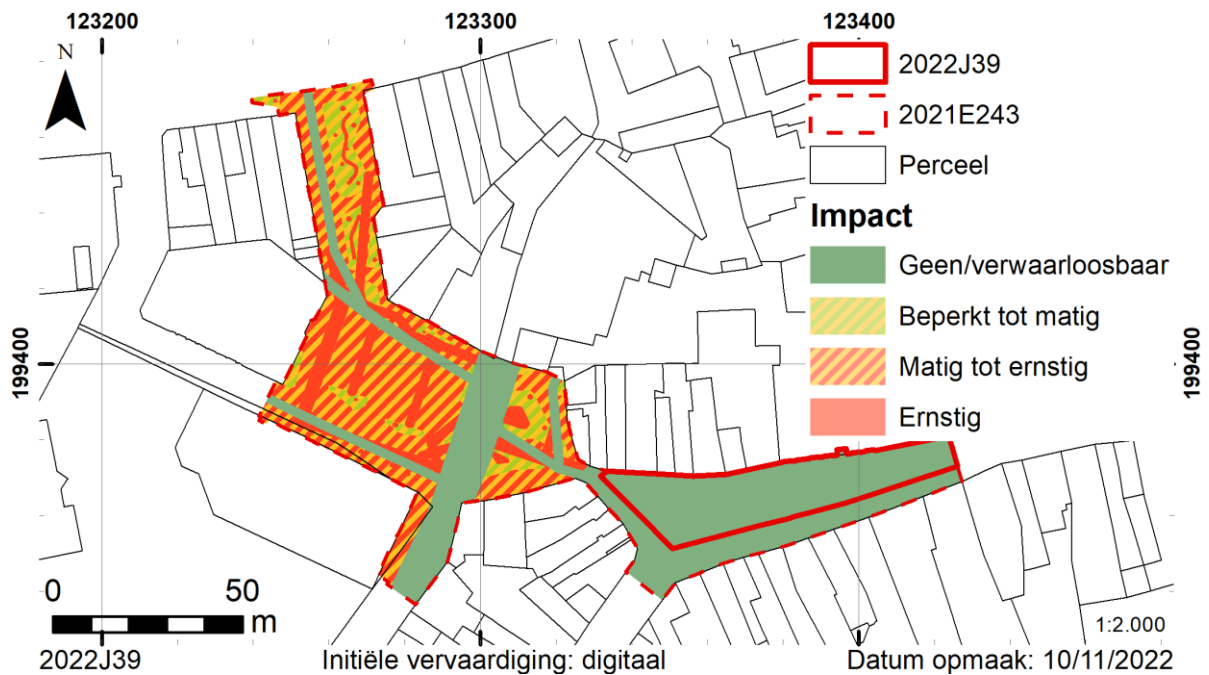 123200
123300
123400
N
2022J39
2021E243
Perceel
Impact
Geen/verwaarloosbaar
Beperkt tot matig
Matig tot ernstig
Ernstig
199400
199400
0 50
m
1:2.000
2022J39 Initiële vervaardiging: digitaal Datum opmaak: 10/11/2022